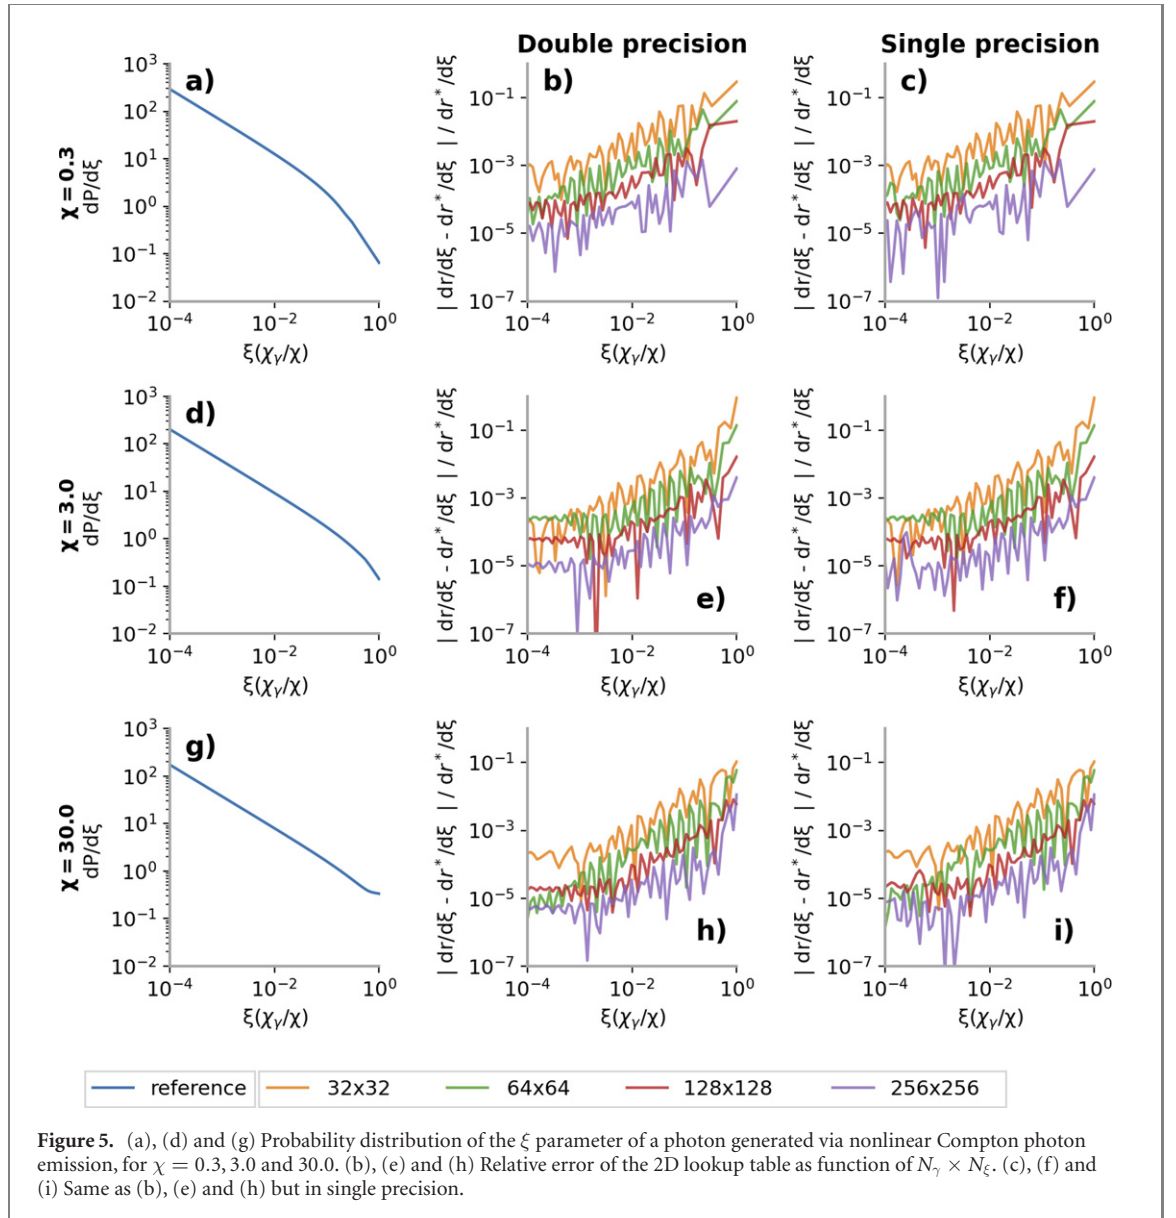 Double precision
Single precision
a)
b)
c)
10³
10²
10¹
10⁰
10⁻¹
10⁻²
χ = 0.3
dP/dξ
10⁻⁴
10⁻²
10⁰
ξ(χᵧ/χ)
| dr/dξ - dr*/dξ | / dr*/dξ
10⁻¹
10⁻³
10⁻⁵
10⁻⁷
10⁻⁴
10⁻²
10⁰
ξ(χᵧ/χ)
| dr/dξ - dr*/dξ | / dr*/dξ
10⁻¹
10⁻³
10⁻⁵
10⁻⁷
10⁻⁴
10⁻²
10⁰
ξ(χᵧ/χ)
d)
e)
f)
10³
10²
10¹
10⁰
10⁻¹
10⁻²
χ = 3.0
dP/dξ
10⁻⁴
10⁻²
10⁰
ξ(χᵧ/χ)
| dr/dξ - dr*/dξ | / dr*/dξ
10⁻¹
10⁻³
10⁻⁵
10⁻⁷
10⁻⁴
10⁻²
10⁰
ξ(χᵧ/χ)
| dr/dξ - dr*/dξ | / dr*/dξ
10⁻¹
10⁻³
10⁻⁵
10⁻⁷
10⁻⁴
10⁻²
10⁰
ξ(χᵧ/χ)
g)
h)
i)
10³
10²
10¹
10⁰
10⁻¹
10⁻²
χ = 30.0
dP/dξ
10⁻⁴
10⁻²
10⁰
ξ(χᵧ/χ)
| dr/dξ - dr*/dξ | / dr*/dξ
10⁻¹
10⁻³
10⁻⁵
10⁻⁷
10⁻⁴
10⁻²
10⁰
ξ(χᵧ/χ)
| dr/dξ - dr*/dξ | / dr*/dξ
10⁻¹
10⁻³
10⁻⁵
10⁻⁷
10⁻⁴
10⁻²
10⁰
ξ(χᵧ/χ)
reference
32x32
64x64
128x128
256x256
Figure 5. (a), (d) and (g) Probability distribution of the ξ parameter of a photon generated via nonlinear Compton photon
emission, for χ = 0.3, 3.0 and 30.0. (b), (e) and (h) Relative error of the 2D lookup table as function of Nᵧ × N_ξ. (c), (f) and
(i) Same as (b), (e) and (h) but in single precision.